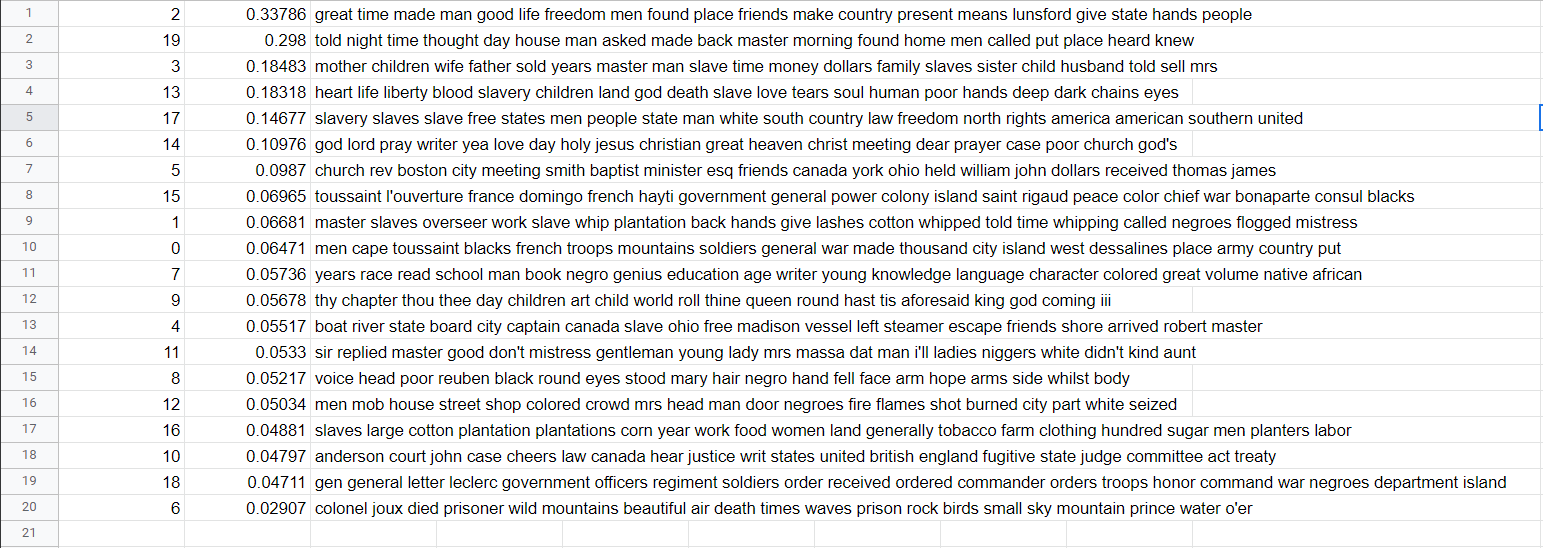 1 2 0.33786 great time made man good life freedom men found place friends make country present means lunsford give state hands people
2 19 0.298 told night time thought day house man asked made back master morning found home men called put place heard knew
3 3 0.18483 mother children wife father sold years master man slave time money dollars family slaves sister child husband told sell mrs
4 13 0.18318 heart life liberty blood slavery children land god death slave love tears soul human poor hands deep dark chains eyes
5 17 0.14677 slavery slaves slave free states men people state man white south country law freedom north rights america american southern united
6 14 0.10976 god lord pray writer yea love day holy jesus christian great heaven christ meeting dear prayer case poor church god's
7 5 0.0987 church rev boston city meeting smith baptist minister esq friends canada york ohio held william john dollars received thomas james
8 15 0.06965 toussaint l'ouverture france domingo french hayti government general power colony island saint rigaud peace color chief war bonaparte consul blacks
9 1 0.06681 master slaves overseer work slave whip plantation back hands give lashes cotton whipped told time whipping called negroes flogged mistress
10 0 0.06471 men cape toussaint blacks french troops mountains soldiers general war made thousand city island west dessalines place army country put
11 7 0.05736 years race read school man book negro genius education age writer young knowledge language character colored great volume native african
12 9 0.05678 thy chapter thou thee day children art child world roll thine queen round hast tis aforesaid king god coming iii
13 4 0.05517 boat river state board city captain canada slave ohio free madison vessel left steamer escape friends shore arrived robert master
14 11 0.0533 sir replied master good don't mistress gentleman young lady mrs massa dat man i'll ladies niggers white didn't kind aunt
15 8 0.05217 voice head poor reuben black round eyes stood mary hair negro hand fell face arm hope arms side whilst body
16 12 0.05034 men mob house street shop colored crowd mrs head man door negroes fire flames shot burned city part white seized
17 16 0.04881 slaves large cotton plantation plantations corn year work food women land generally tobacco farm clothing hundred sugar men planters labor
18 10 0.04797 anderson court john case cheers law canada hear justice writ states united british england fugitive state judge committee act treaty
19 18 0.04711 gen general letter leclerc government officers regiment soldiers order received ordered commander orders troops honor command war negroes department island
20 6 0.02907 colonel joux died prisoner wild mountains beautiful air death times waves prison rock birds small sky mountain prince water o'er
21